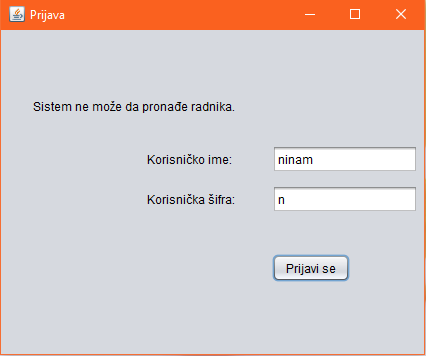 Prijava
Sistem ne može da pronađe radnika.
Korisničko ime: ninam
Korisnička šifra: n
Prijavi se